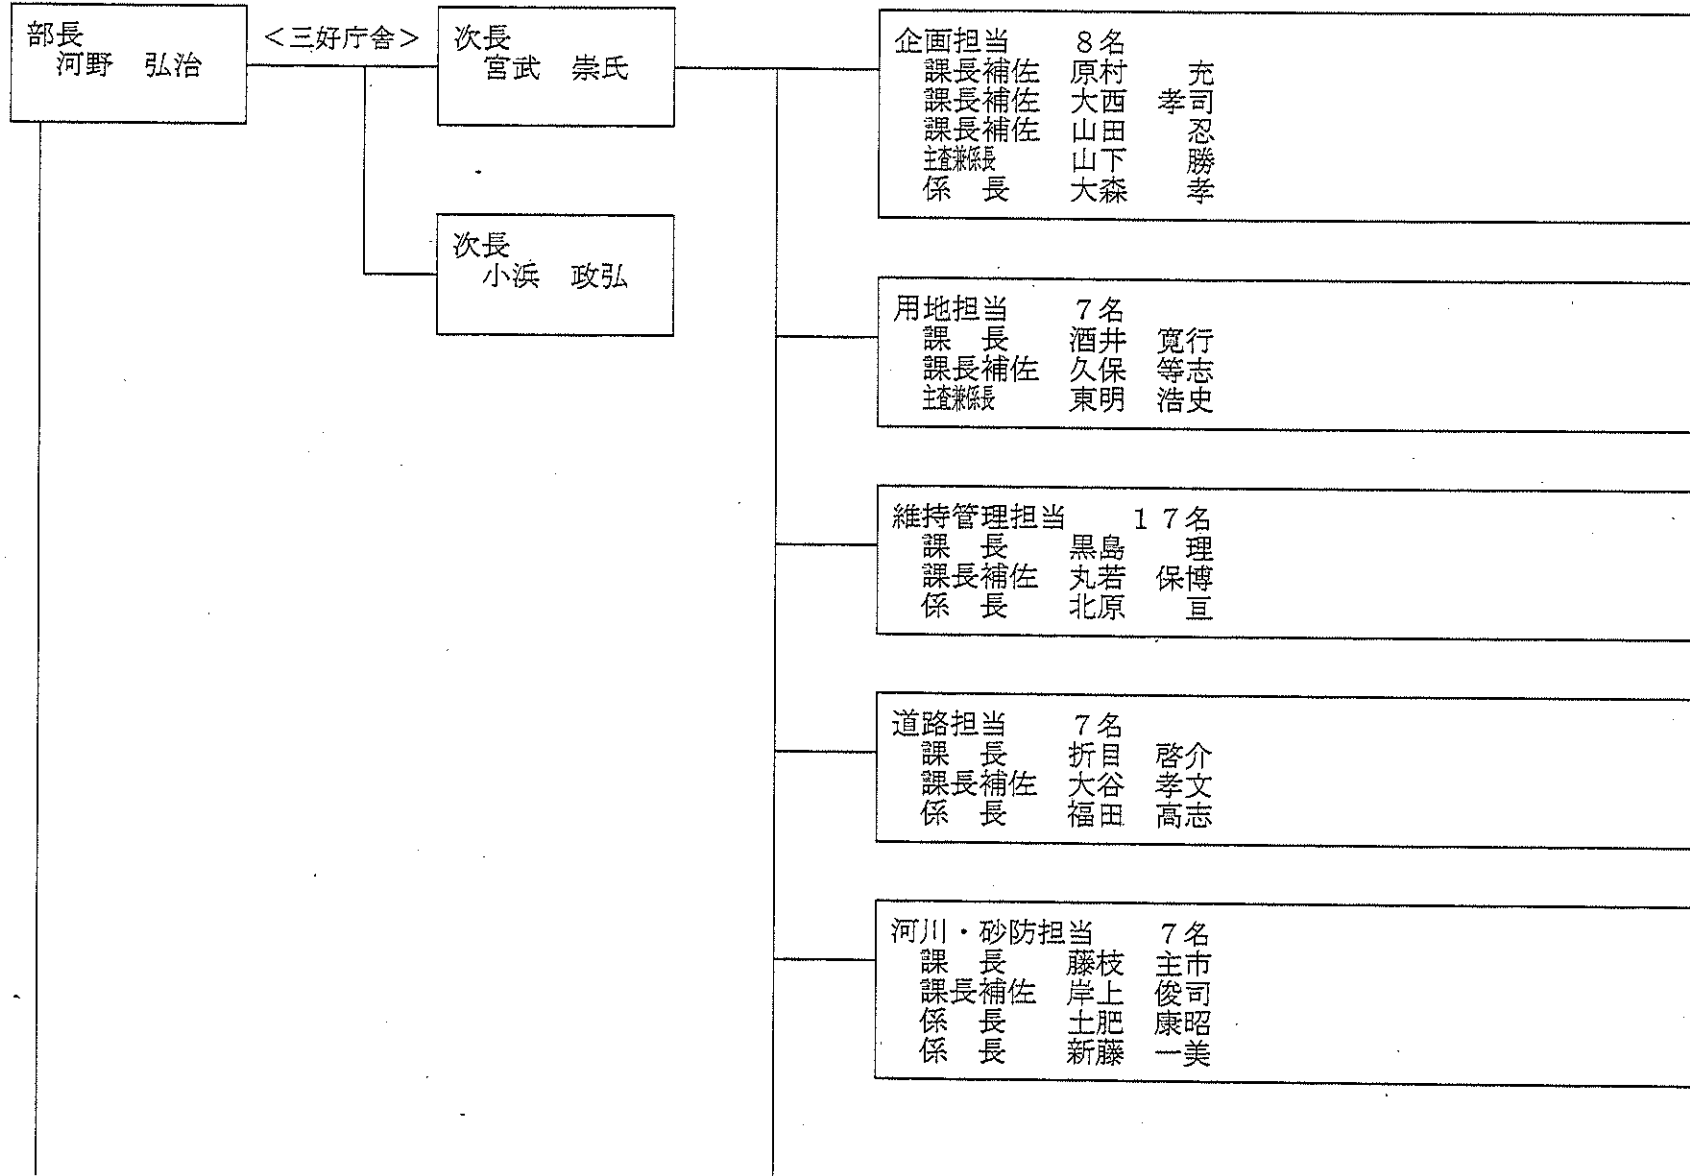 部長
河野　弘治
＜三好庁舎＞
次長
宮武　崇氏
次長
小浜　政弘
企画担当　　８名
課長補佐　原村　　充
課長補佐　大西　孝司
課長補佐　山田　　忍
主査兼係長　山下　　勝
係　長　大森　　孝
用地担当　　７名
課　長　酒井　寛行
課長補佐　久保　等志
主査兼係長　東明　浩史
維持管理担当　　１７名
課　長　黒島　　理
課長補佐　丸若　保博
係　長　北原　　亘
道路担当　　７名
課　長　折目　啓介
課長補佐　大谷　孝文
係　長　福田　高志
河川・砂防担当　　７名
課　長　藤枝　主市
課長補佐　岸上　俊司
係　長　土肥　康昭
係　長　新藤　一美